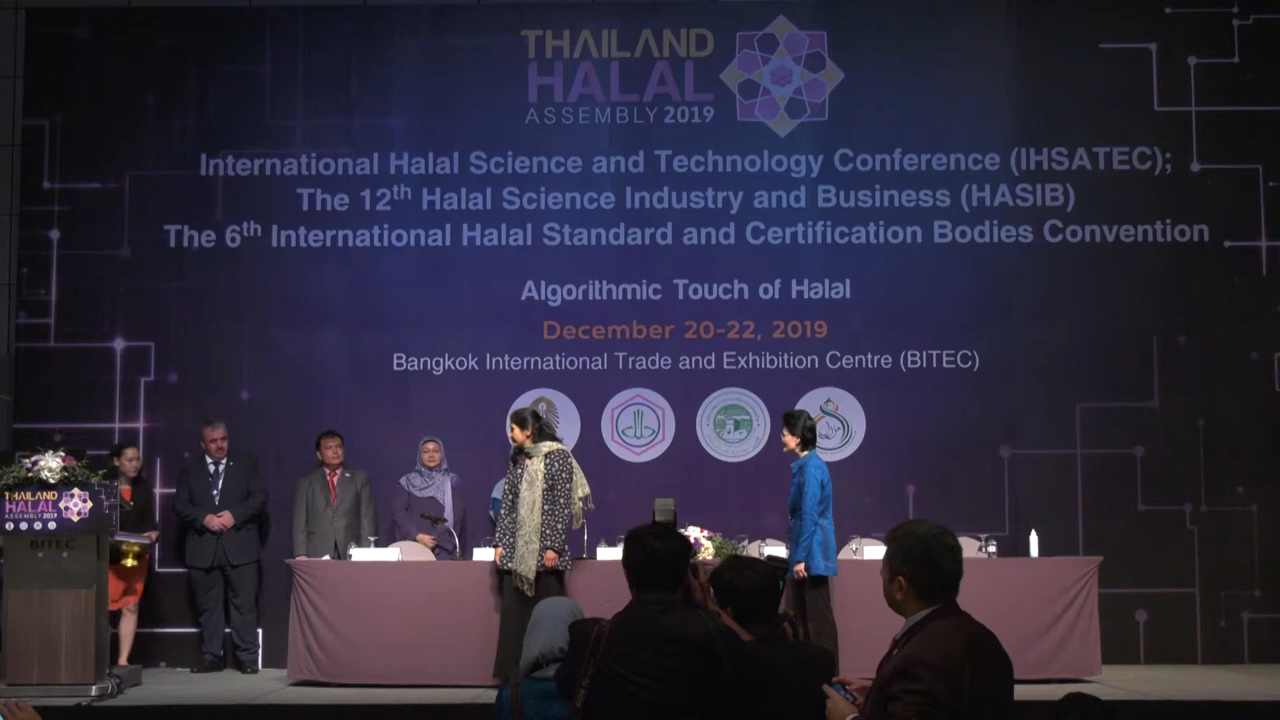 THAILAND
HALAL
ASSEMBLY 2019
International Halal Science and Technology Conference (IHSATEC);
The 12th Halal Science Industry and Business (HASIB)
The 6th International Halal Standard and Certification Bodies Convention
Algorithmic Touch of Halal
December 20-22, 2019
Bangkok International Trade and Exhibition Centre (BITEC)
THAILAND
HALAL
ASSEMBLY 2019
BITEC